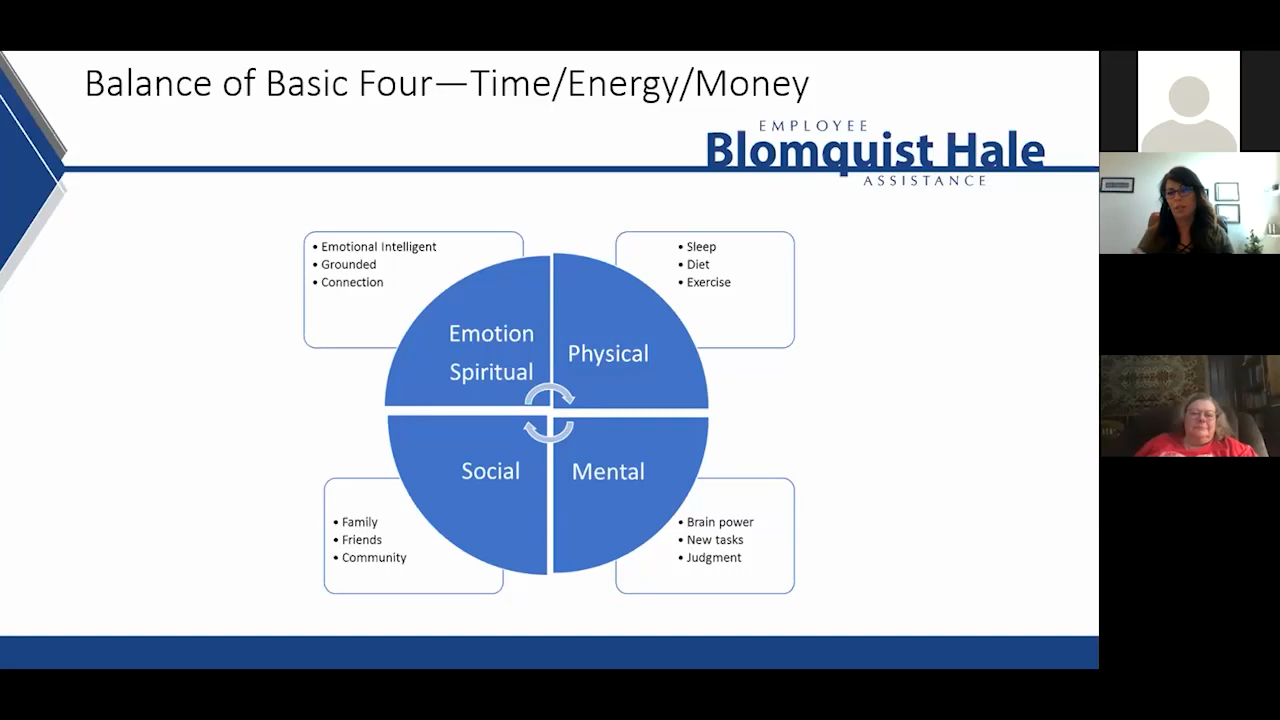 Balance of Basic Four—Time/Energy/Money
EMPLOYEE
Blomquist Hale
ASSISTANCE
• Emotional Intelligent
• Grounded
• Connection
• Sleep
• Diet
• Exercise
Emotion
Spiritual
Physical
Social
Mental
• Family
• Friends
• Community
• Brain power
• New tasks
• Judgment